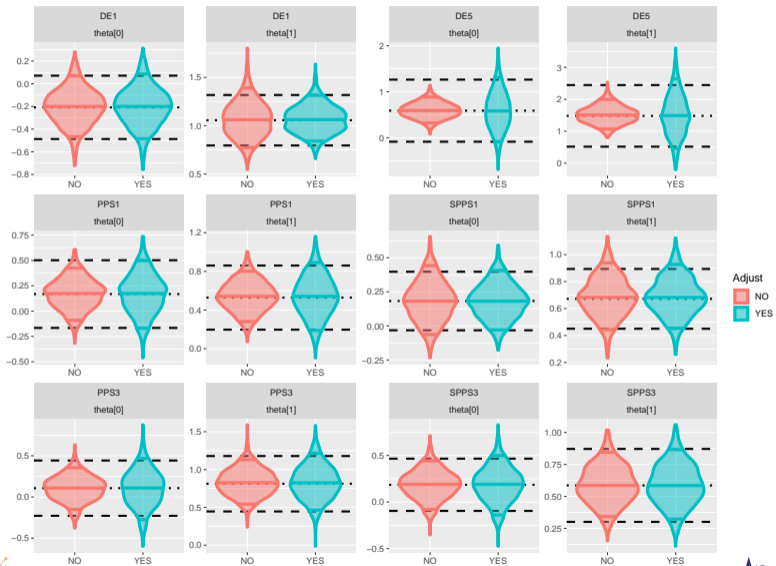 DE1
theta[0]
0.2
0.0
−0.2
−0.4
−0.6
−0.8
NO YES
DE1
theta[1]
1.5
1.0
0.5
NO YES
DE5
theta[0]
2
1
0
NO YES
DE5
theta[1]
3
2
1
0
NO YES
PPS1
theta[0]
0.75
0.50
0.25
0.00
−0.25
−0.50
NO YES
PPS1
theta[1]
1.2
0.8
0.4
0.0
NO YES
SPPS1
theta[0]
0.50
0.25
0.00
−0.25
NO YES
SPPS1
theta[1]
1.0
0.8
0.6
0.4
0.2
NO YES
Adjust
NO
YES
PPS3
theta[0]
0.5
0.0
−0.5
NO YES
PPS3
theta[1]
1.5
1.0
0.5
0.0
NO YES
SPPS3
theta[0]
0.5
0.0
−0.5
NO YES
SPPS3
theta[1]
1.00
0.75
0.50
0.25
NO YES